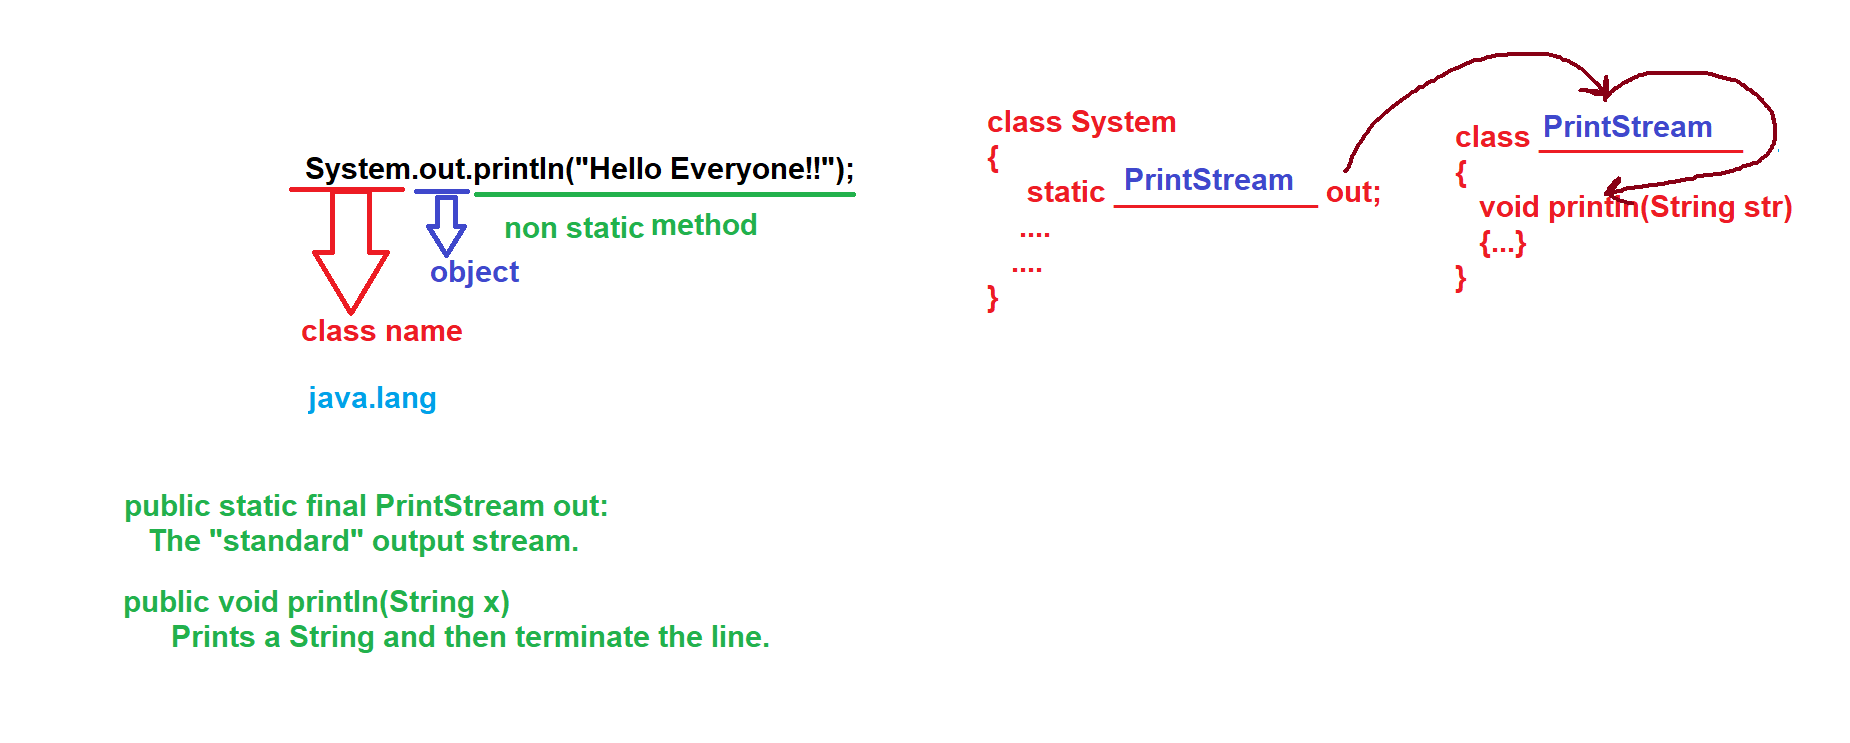 System.out.println("Hello Everyone!!");
non static method
object
class name
java.lang
public static final PrintStream out:
The "standard" output stream.
public void println(String x)
Prints a String and then terminate the line.
class System
{
static PrintStream out;
....
....
}
class PrintStream
{
void println(String str)
{...}
}